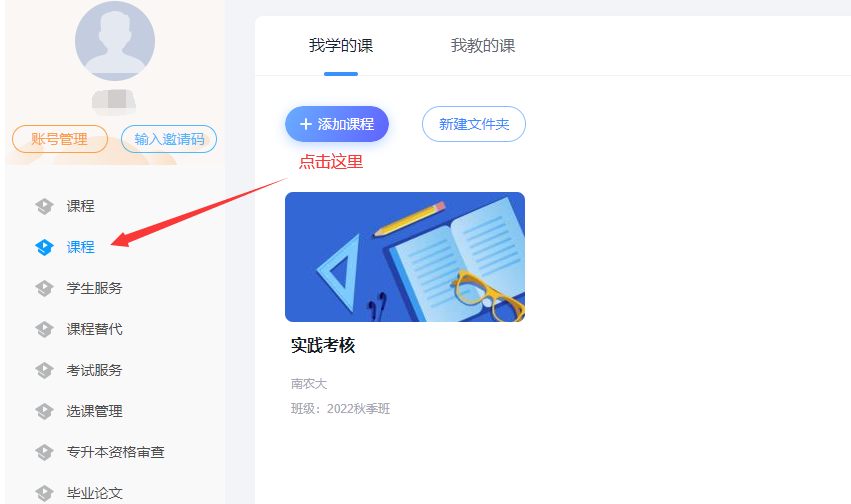 账号管理
输入邀请码
课程
课程
学生服务
课程替代
考试服务
选课管理
专升本资格审查
毕业论文
我学的课
我教的课
+ 添加课程
新建文件夹
点击这里
实践考核
南农大
班级：2022秋季班